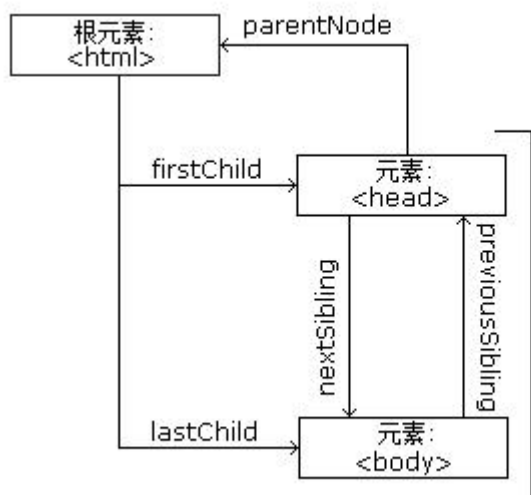 根元素:
<html>
parentNode
firstChild
元素:
<head>
nextSibling
previousSibling
lastChild
元素:
<body>